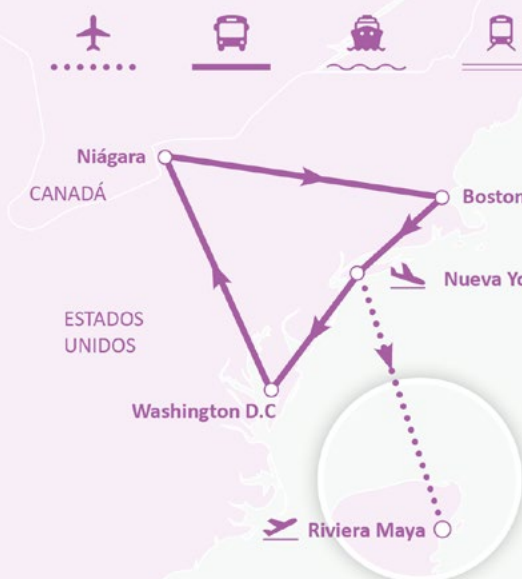 Niágara
CANADÁ
Boston
Nueva Yo
ESTADOS
UNIDOS
Washington D.C
Riviera Maya